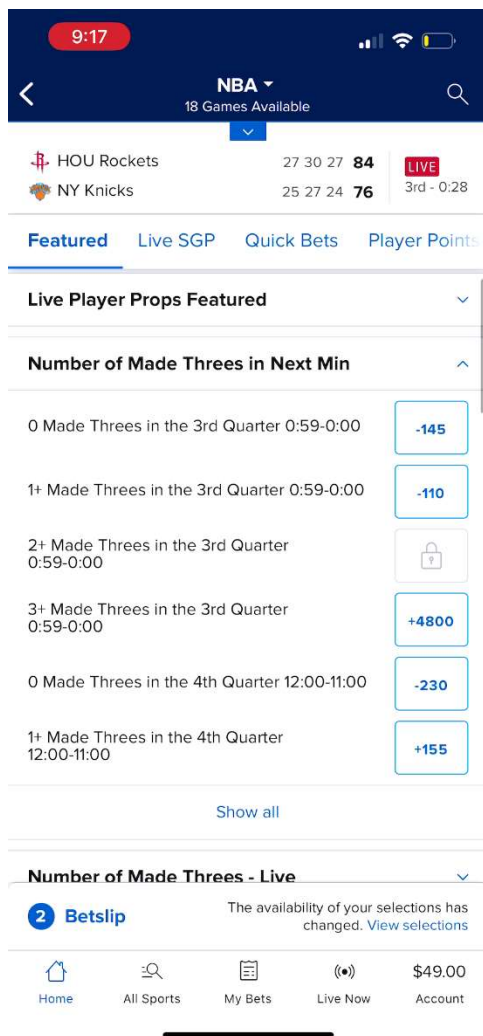 9:17
NBA
18 Games Available
HOU Rockets 27 30 27 84 LIVE
NY Knicks 25 27 24 76 3rd - 0:28
Featured Live SGP Quick Bets Player Points
Live Player Props Featured
Number of Made Threes in Next Min
0 Made Threes in the 3rd Quarter 0:59-0:00 -145
1+ Made Threes in the 3rd Quarter 0:59-0:00 -110
2+ Made Threes in the 3rd Quarter
0:59-0:00
3+ Made Threes in the 3rd Quarter
0:59-0:00 +4800
0 Made Threes in the 4th Quarter 12:00-11:00 -230
1+ Made Threes in the 4th Quarter
12:00-11:00 +155
Show all
Number of Made Threes - Live
2 Betslip
The availability of your selections has
changed. View selections
Home All Sports My Bets Live Now $49.00 Account